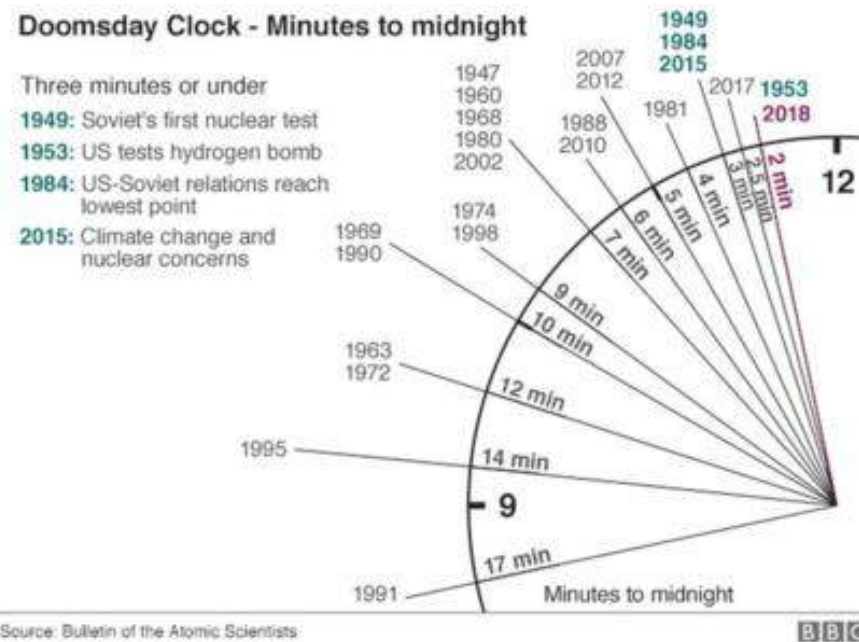 Doomsday Clock - Minutes to midnight
Three minutes or under
1949: Soviet's first nuclear test
1953: US tests hydrogen bomb
1984: US-Soviet relations reach
lowest point
2015: Climate change and
nuclear concerns
1991
1995
1963
1972
1969
1990
1974
1998
1947
1960
1968
1980
2002
1988
2010
2007
2012
1981
1949
1984
2015
2017
1953
2018
17 min
14 min
12 min
10 min
9 min
7 min
6 min
5 min
4 min
3 min
2.5 min
2 min
9
12
Minutes to midnight
Source: Bulletin of the Atomic Scientists
BBC